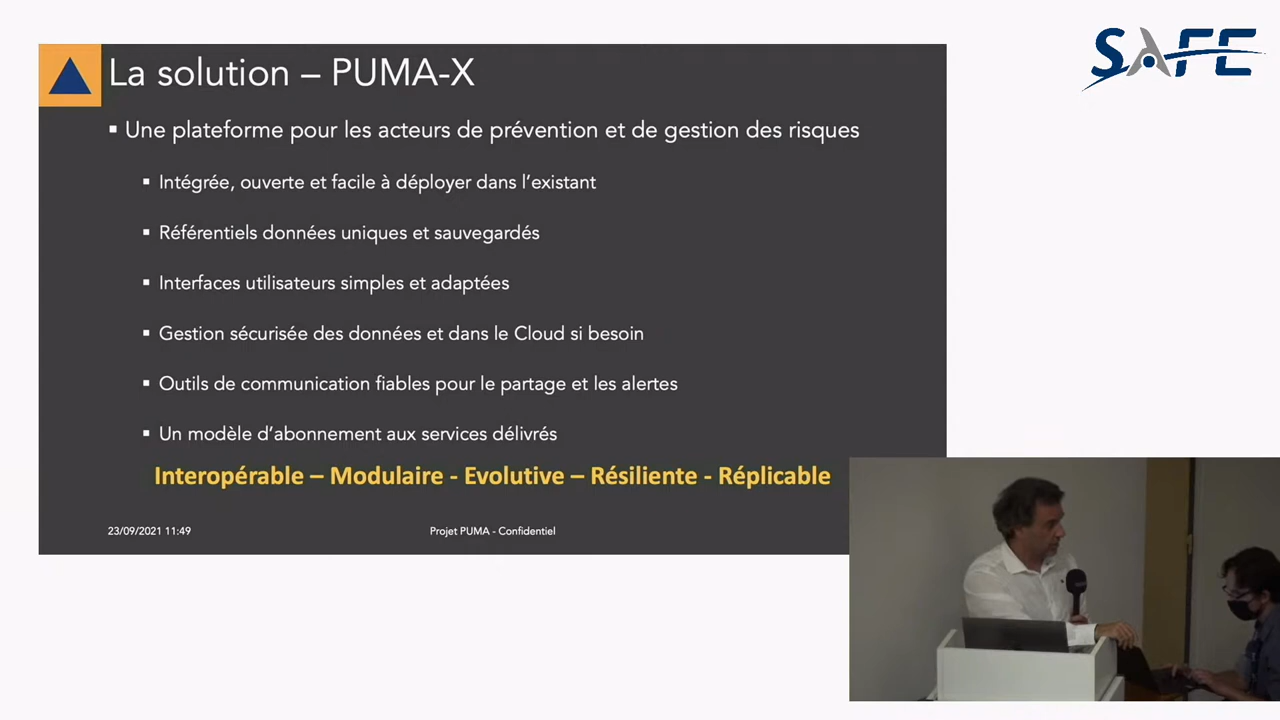 SAFE
La solution – PUMA-X
▪ Une plateforme pour les acteurs de prévention et de gestion des risques
▪ Intégrée, ouverte et facile à déployer dans l’existant
▪ Référentiels données uniques et sauvegardés
▪ Interfaces utilisateurs simples et adaptées
▪ Gestion sécurisée des données et dans le Cloud si besoin
▪ Outils de communication fiables pour le partage et les alertes
▪ Un modèle d’abonnement aux services délivrés
Interopérable – Modulaire - Evolutive – Résiliente - Réplicable
23/09/2021 11:49
Projet PUMA - Confidentiel